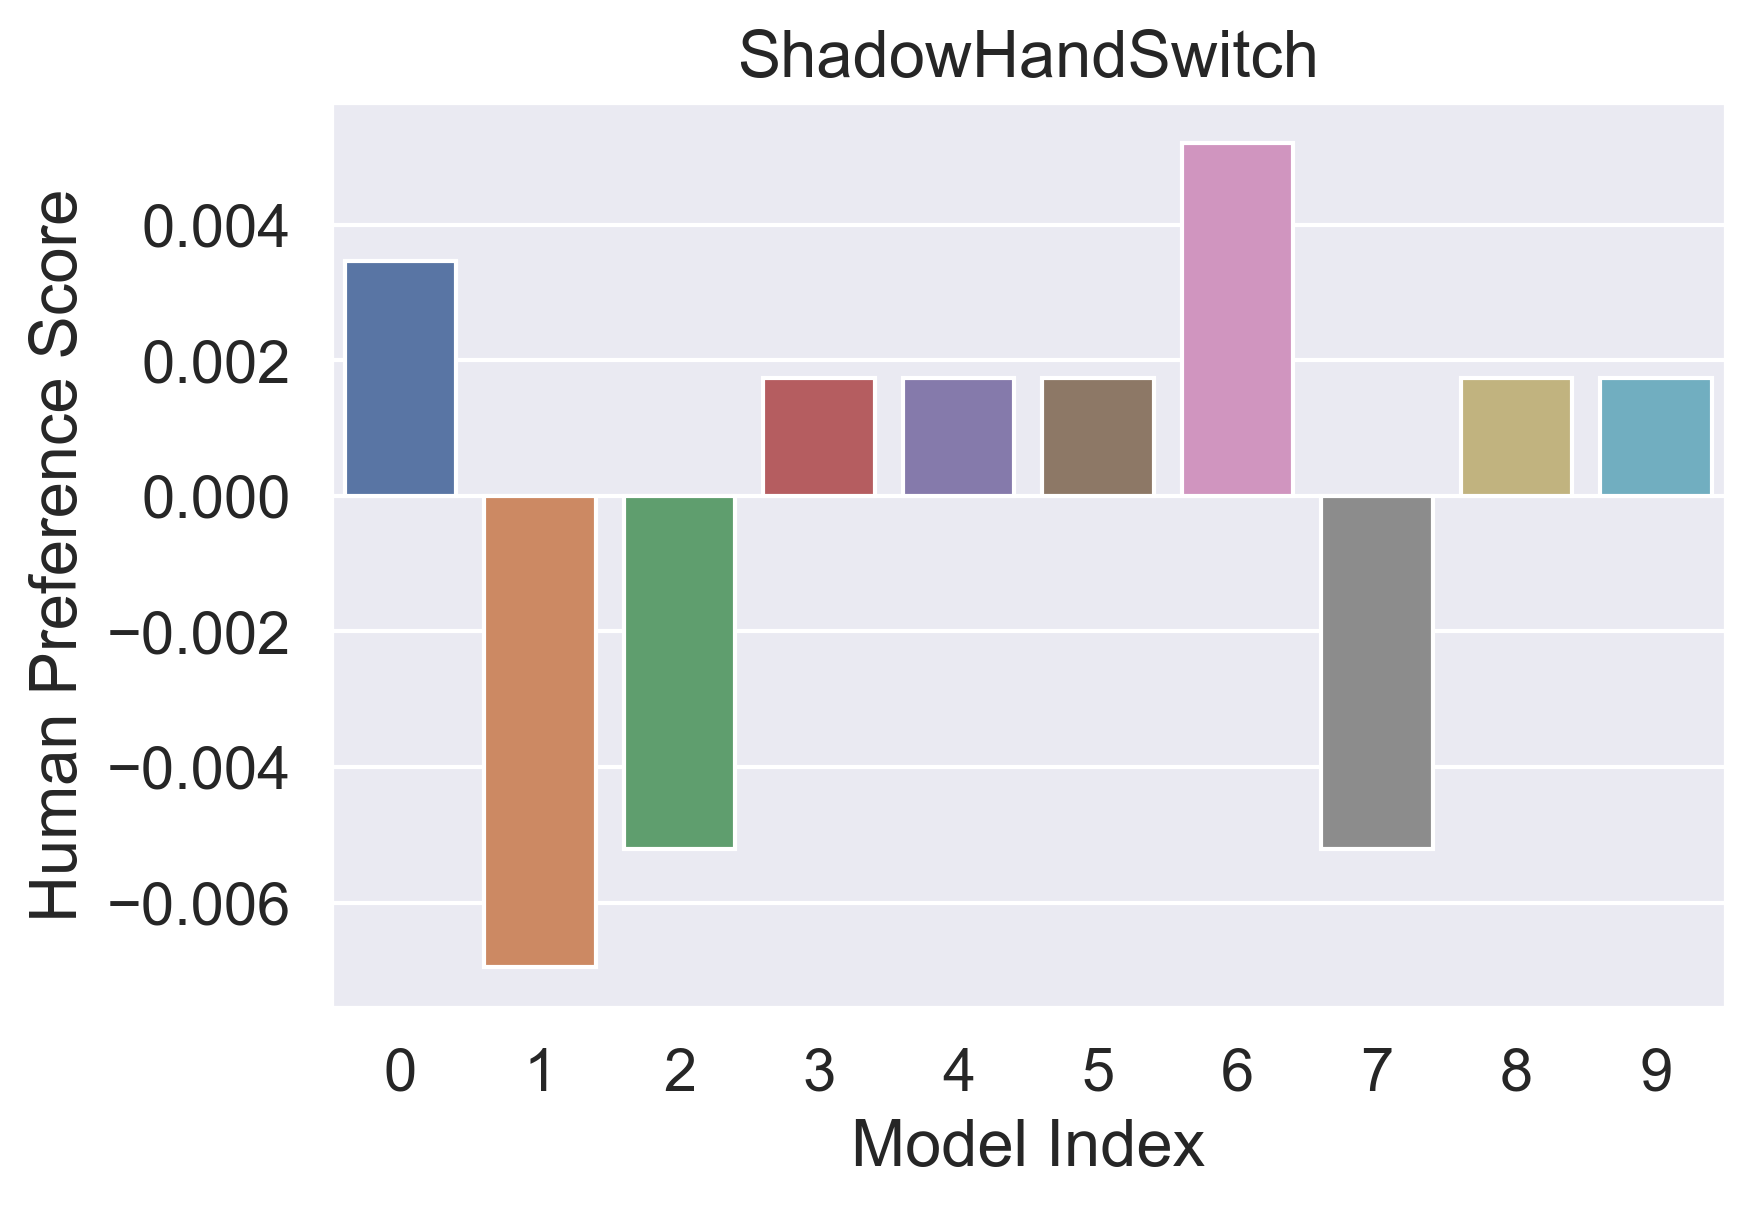 ShadowHandSwitch
Human Preference Score
0.004
0.002
0.000
−0.002
−0.004
−0.006
0 1 2 3 4 5 6 7 8 9
Model Index